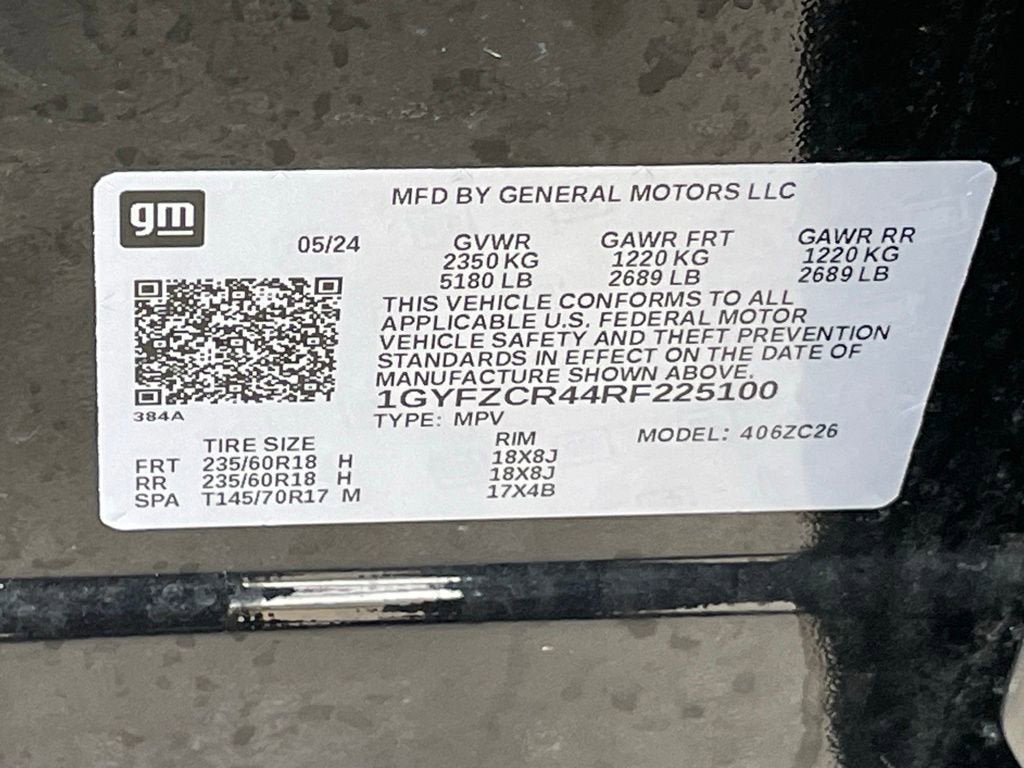 gm
MFD BY GENERAL MOTORS LLC
05/24 GVWR GAWR FRT GAWR RR
2350 KG 1220 KG 1220 KG
5180 LB 2689 LB 2689 LB
THIS VEHICLE CONFORMS TO ALL
APPLICABLE U.S. FEDERAL MOTOR
VEHICLE SAFETY AND THEFT PREVENTION
STANDARDS IN EFFECT ON THE DATE OF
MANUFACTURE SHOWN ABOVE.
1GYFZCR44RF225100
384A
TYPE: MPV
MODEL: 406ZC26
TIRE SIZE RIM
FRT 235/60R18 H 18X8J
RR 235/60R18 H 18X8J
SPA T145/70R17 M 17X4B